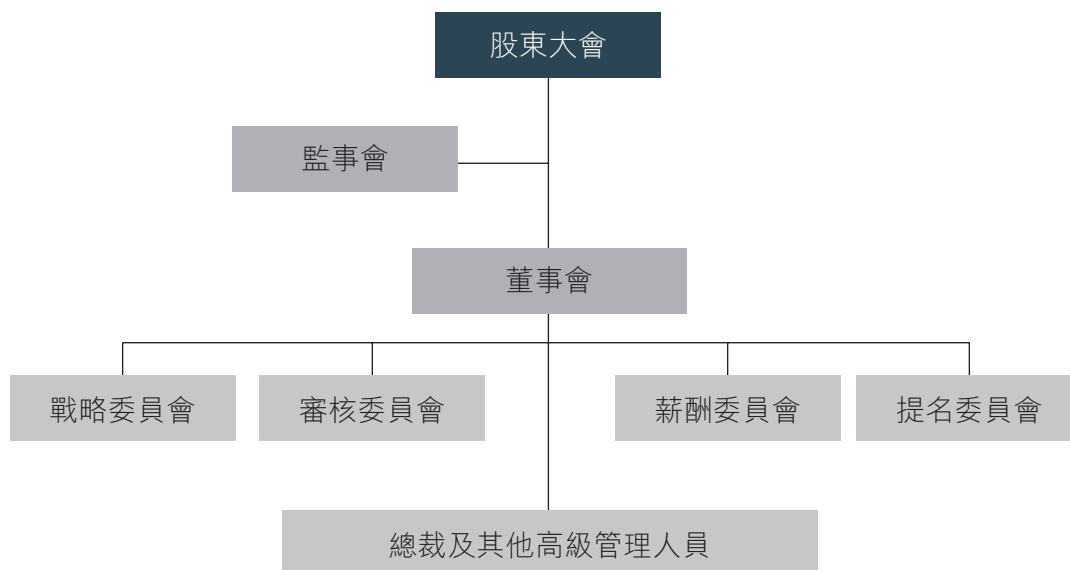 股東大會
監事會
董事會
戰略委員會
審核委員會
薪酬委員會
提名委員會
總裁及其他高級管理人員